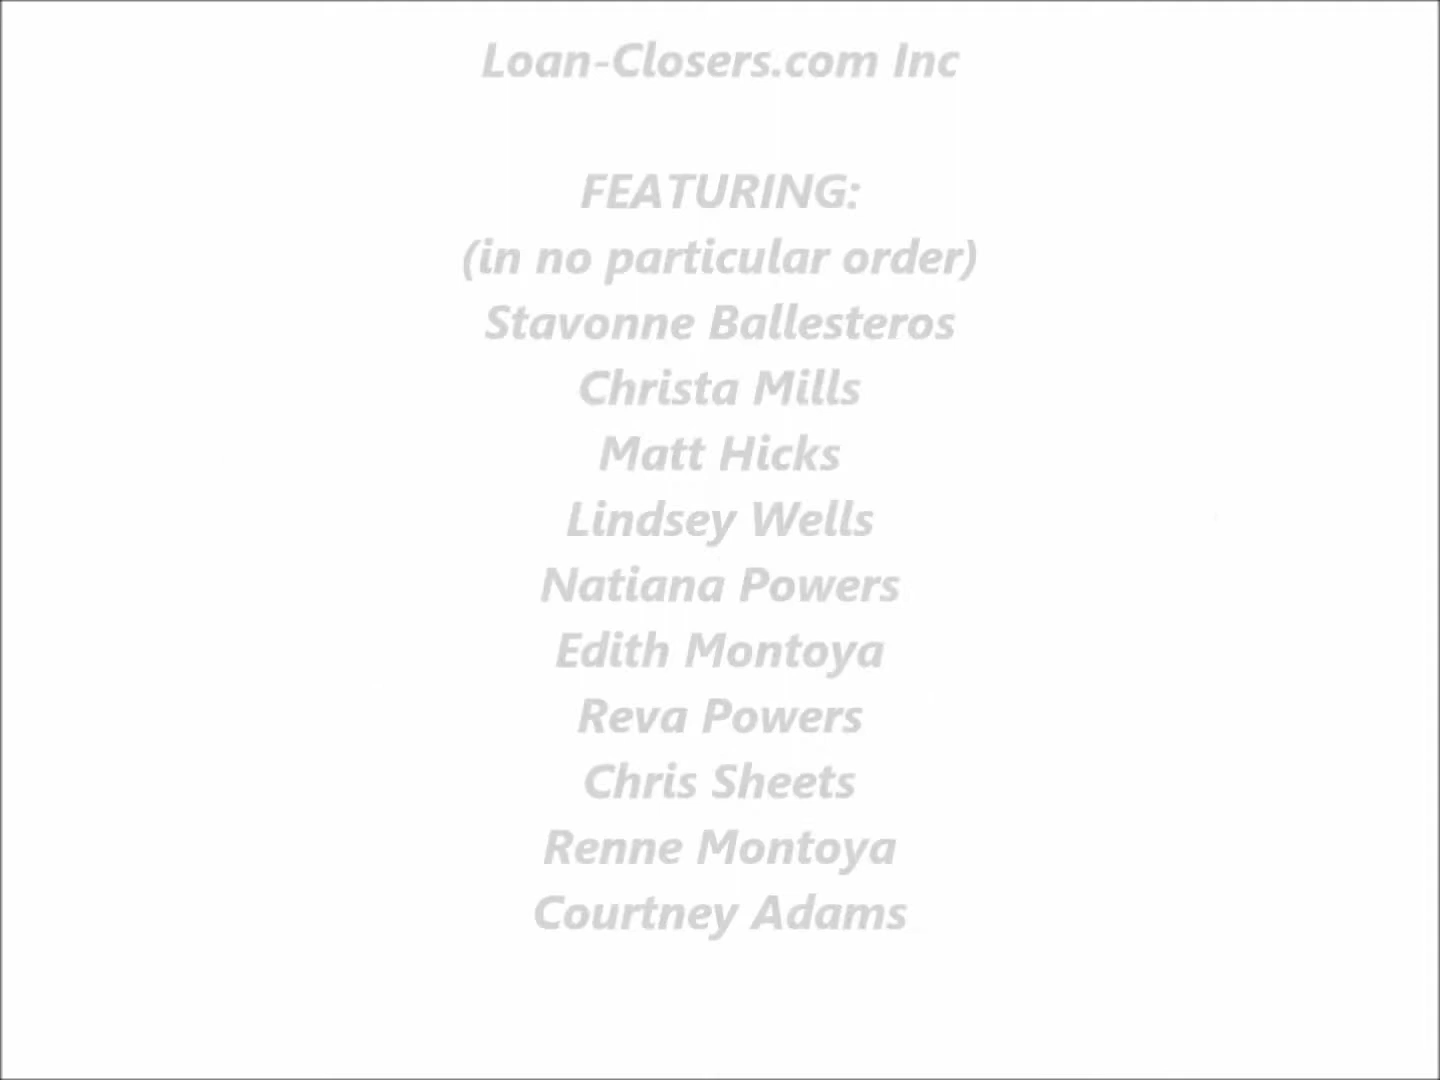 Loan-Closers.com Inc
FEATURING:
(in no particular order)
Stavonne Ballesteros
Christa Mills
Matt Hicks
Lindsey Wells
Natiana Powers
Edith Montoya
Reva Powers
Chris Sheets
Renne Montoya
Courtney Adams